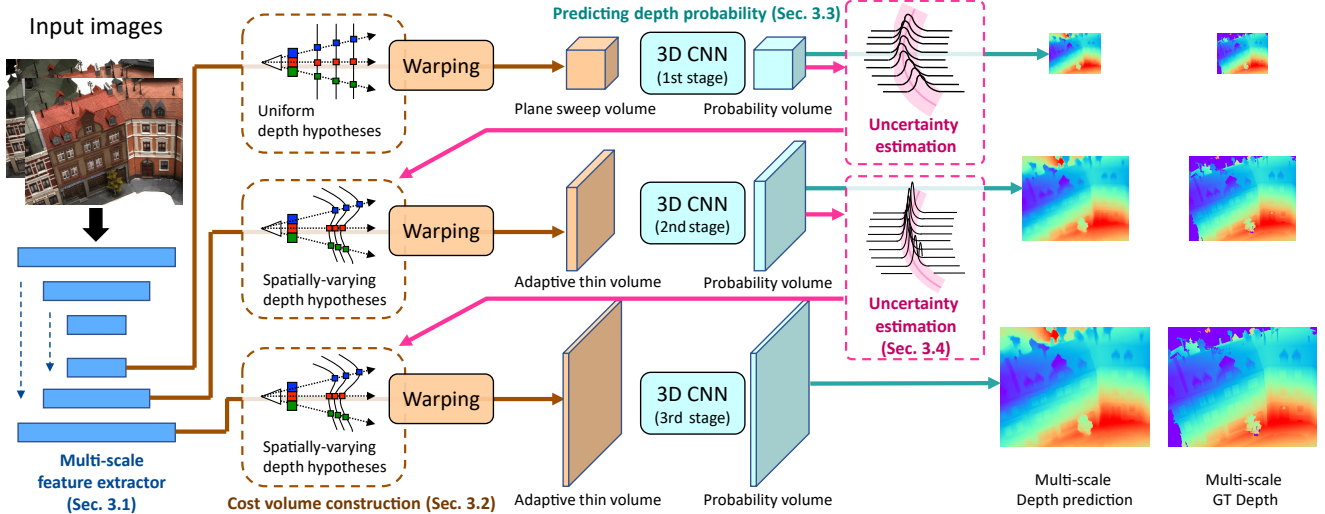 Input images
Predicting depth probability (Sec. 3.3)
Uniform
depth hypotheses
Warping
Plane sweep volume
3D CNN
(1st stage)
Probability volume
Uncertainty
estimation
Spatially-varying
depth hypotheses
Warping
Adaptive thin volume
3D CNN
(2nd stage)
Probability volume
Uncertainty
estimation
(Sec. 3.4)
Spatially-varying
depth hypotheses
Warping
Adaptive thin volume
3D CNN
(3rd stage)
Probability volume
Multi-scale
feature extractor
(Sec. 3.1)
Cost volume construction (Sec. 3.2)
Multi-scale
Depth prediction
Multi-scale
GT Depth